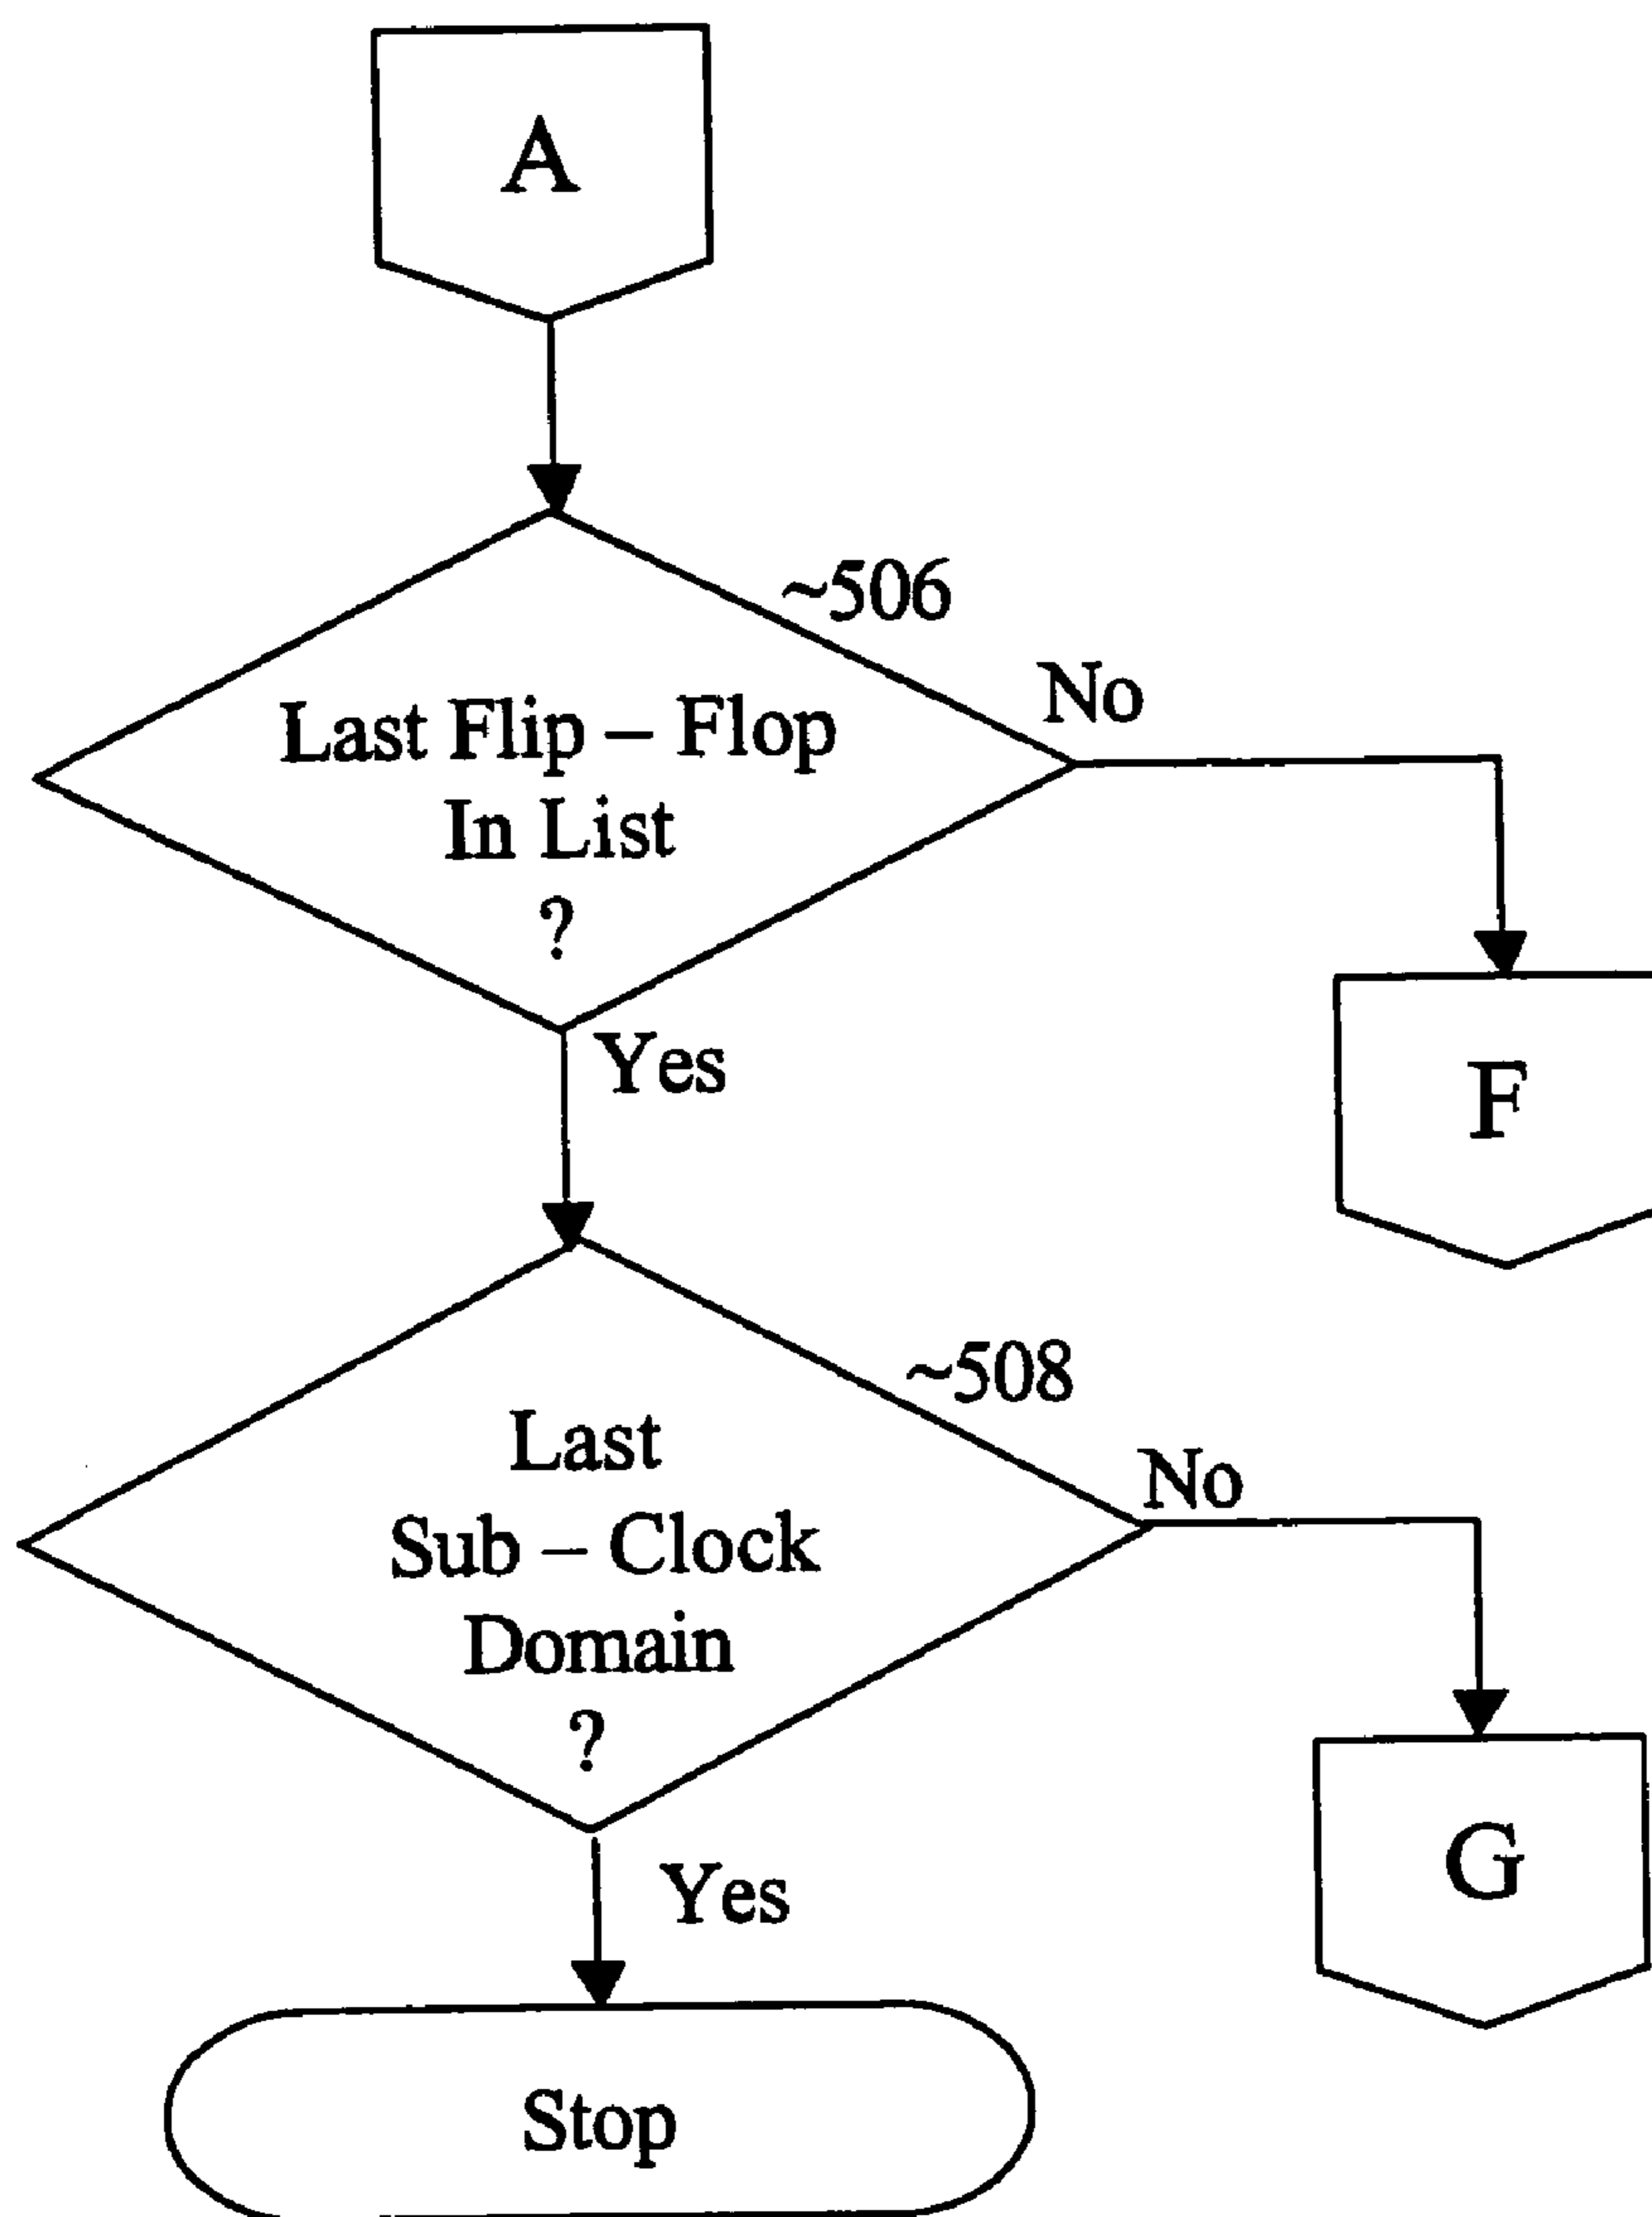 A
~506
No
Last Flip – Flop
In List
?
Yes
F
~508
No
Last
Sub – Clock
Domain
?
Yes
G
Stop